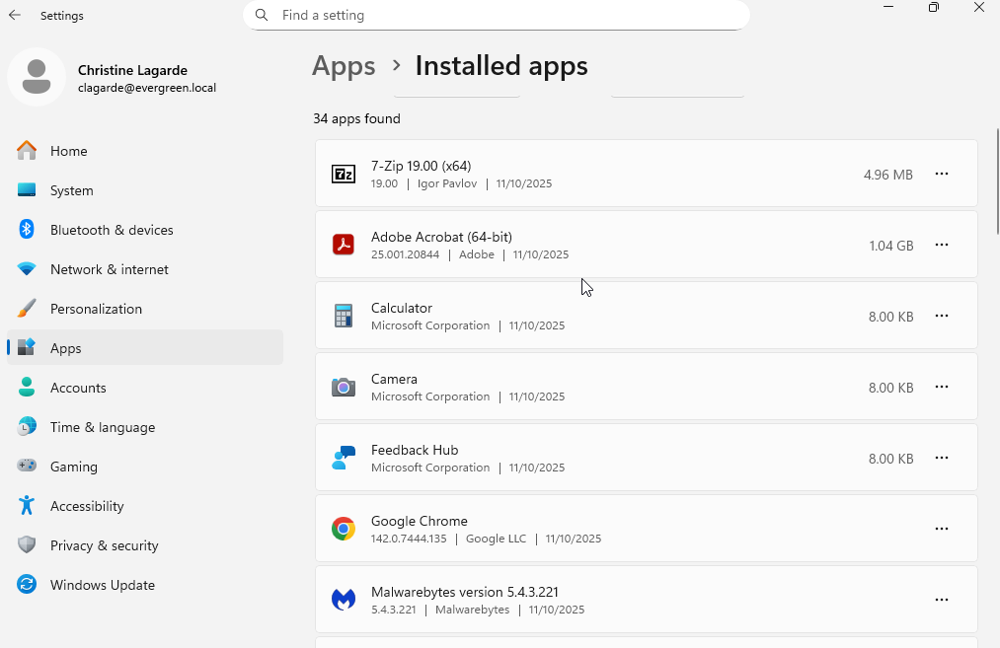 Settings
Find a setting
Christine Lagarde
clagarde@evergreen.local
Home
System
Bluetooth & devices
Network & internet
Personalization
Apps
Accounts
Time & language
Gaming
Accessibility
Privacy & security
Windows Update
Apps > Installed apps
34 apps found
7z
7-Zip 19.00 (x64)
19.00 | Igor Pavlov | 11/10/2025
4.96 MB
Adobe Acrobat (64-bit)
25.001.20844 | Adobe | 11/10/2025
1.04 GB
Calculator
Microsoft Corporation | 11/10/2025
8.00 KB
Camera
Microsoft Corporation | 11/10/2025
8.00 KB
Feedback Hub
Microsoft Corporation | 11/10/2025
8.00 KB
Google Chrome
142.0.7444.135 | Google LLC | 11/10/2025
Malwarebytes version 5.4.3.221
5.4.3.221 | Malwarebytes | 11/10/2025